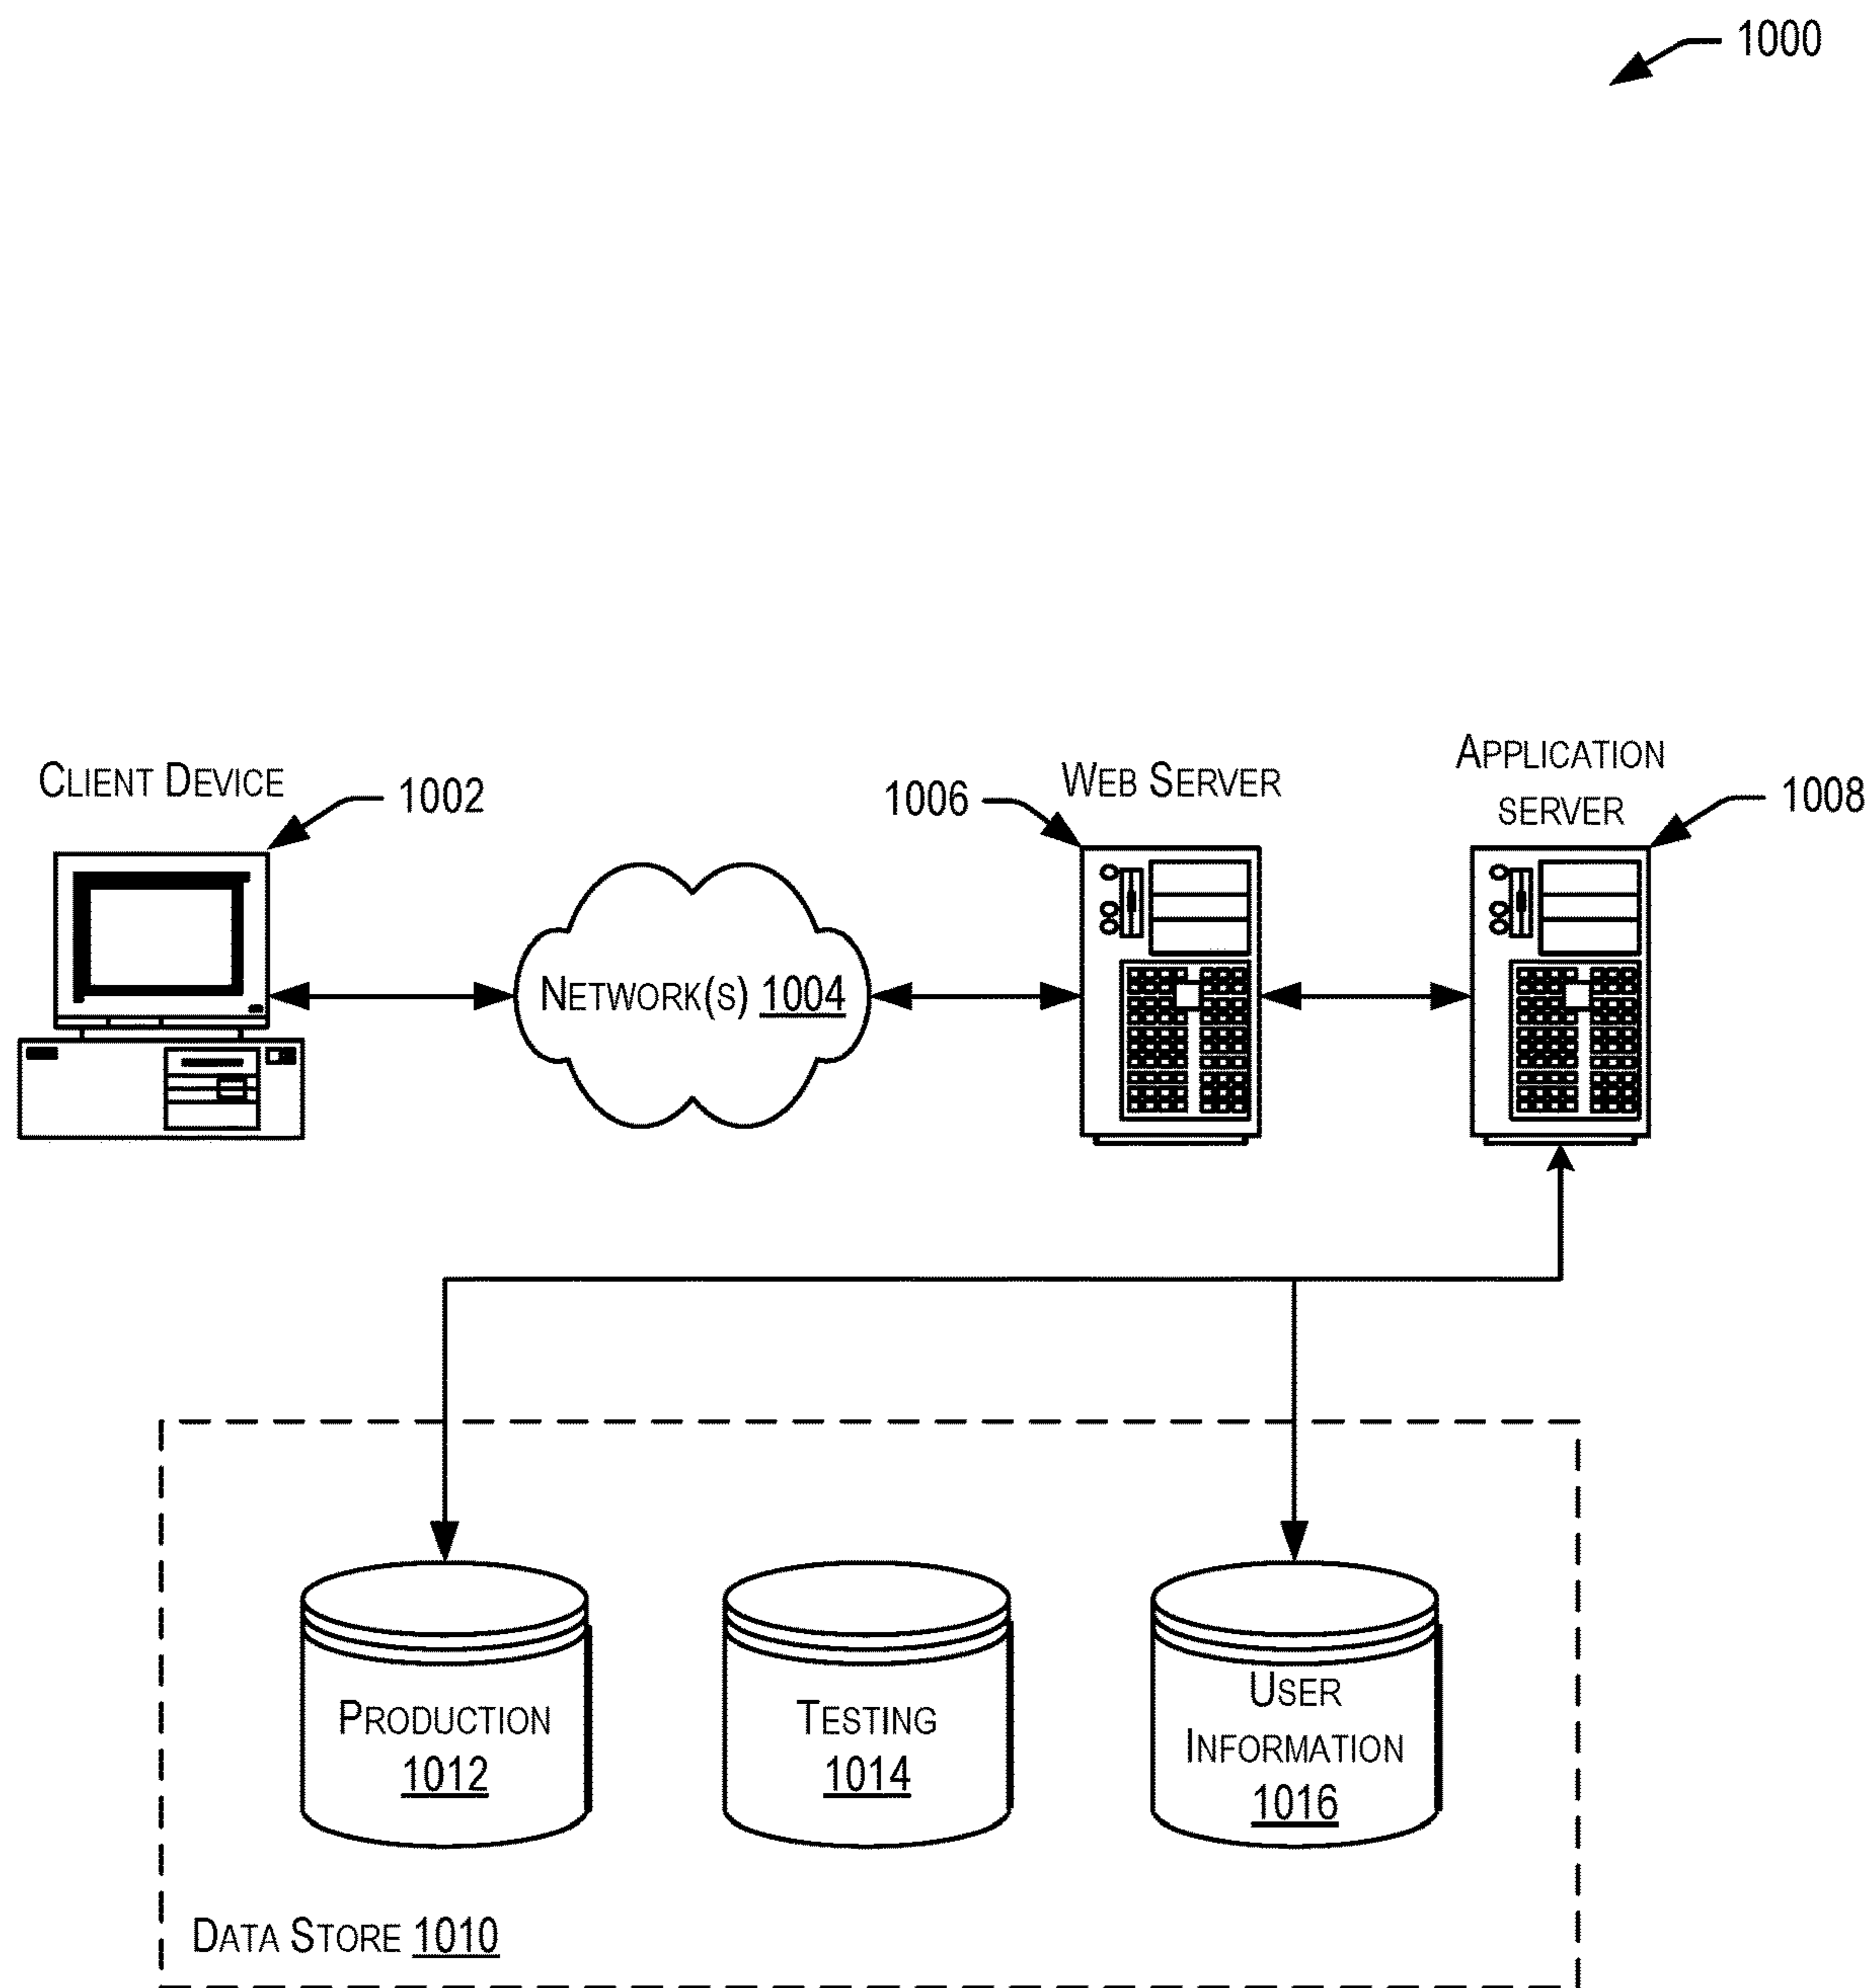 1000
CLIENT DEVICE
1002
1006
WEB SERVER
APPLICATION
SERVER
1008
NETWORK(S) 1004
PRODUCTION
1012
TESTING
1014
USER
INFORMATION
1016
DATA STORE 1010